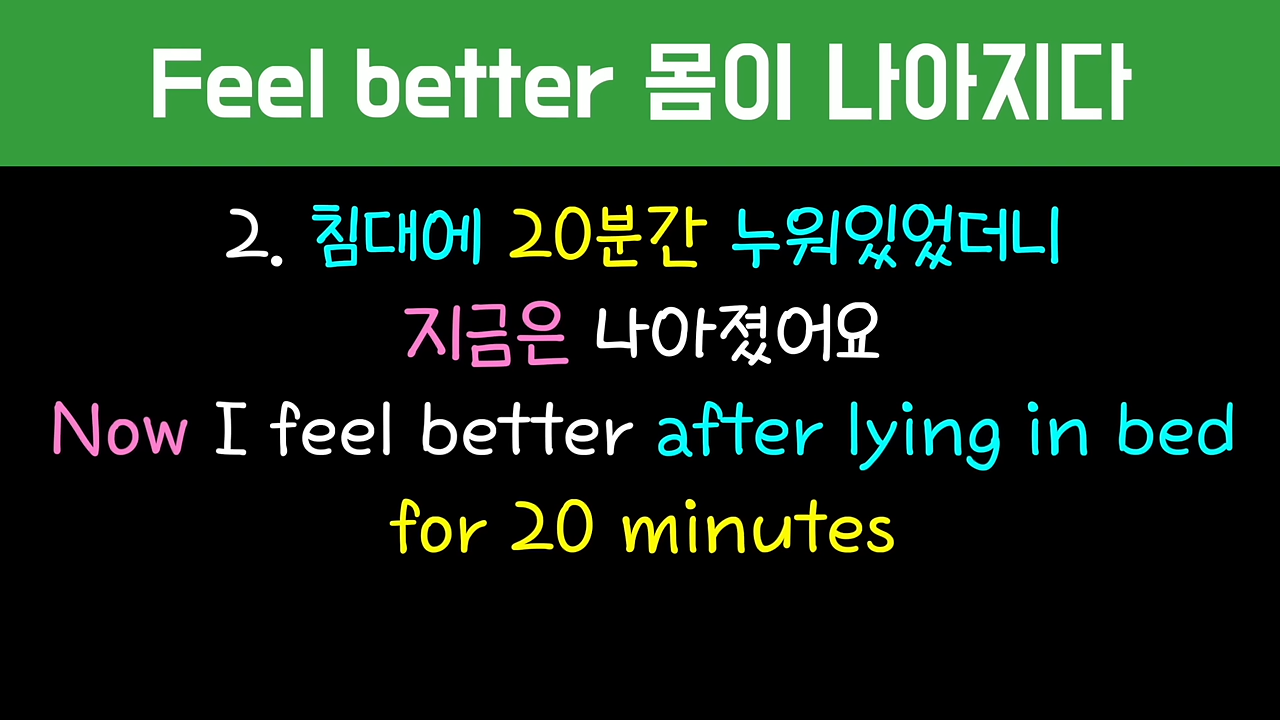 Feel better 몸이 나아지다
2. 침대에 20분간 누워있었더니
지금은 나아졌어요
Now I feel better after lying in bed
for 20 minutes